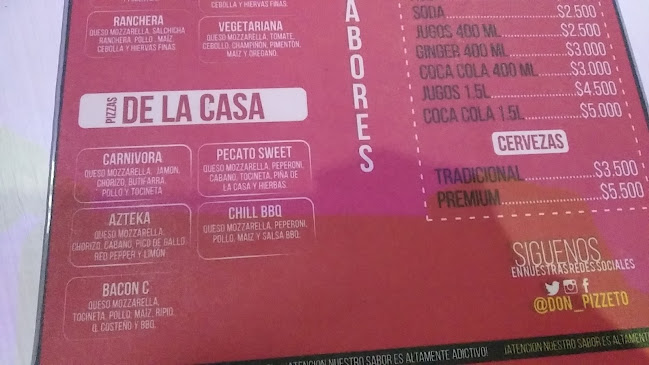 CEBOLLA Y HIERVAS FINAS.
RANCHERA
QUESO MOZZARELLA, SALCHICHA
RANCHERA, POLLO, MAÍZ,
CEBOLLA Y HIERVAS FINAS.
VEGETARIANA
QUESO MOZZARELLA, TOMATE,
CEBOLLO, CHAMPIÑON, PIMENTÓN,
MAIZ Y OREGANO.
PIZZAS
DE LA CASA
CARNIVORA
QUESO MOZZARELLA, JAMON,
CHORIZO, BUTIFARRA,
POLLO Y TOCINETA
PECATO SWEET
QUESO MOZZARELLA, PEPERONI,
CABANO, TOCINETA, PIÑA DE
LA CASA Y HIERBAS.
AZTEKA
QUESO MOZZARELLA,
CHORIZO, CABANO, PICO DE GALLO
RED PEPPER Y LIMÓN
CHILL BBQ
QUESO MOZZARELLA, PEPERONI,
POLLO, MAIZ Y SALSA BBQ.
BACON C
QUESO MOZZARELLA,
TOCINETA, POLLO, MAÍZ, RIPIO,
IL COSTEÑO Y BBQ.
ABORES
SODA $2.500
JUGOS 400 ML $2.500
GINGER 400 ML $3.000
COCA COLA 400 ML $3.000
JUGOS 1.5L $4.500
COCA COLA 1.5L $5.000
CERVEZAS
TRADICIONAL $3.500
PREMIUM $5.500
SIGUENOS
EN NUESTRAS REDES SOCIALES
@DON_PIZZETO
¡ATENCION NUESTRO SABOR ES ALTAMENTE ADICTIVO! ¡ATENCION NUESTRO SABOR ES ALTAMENTE